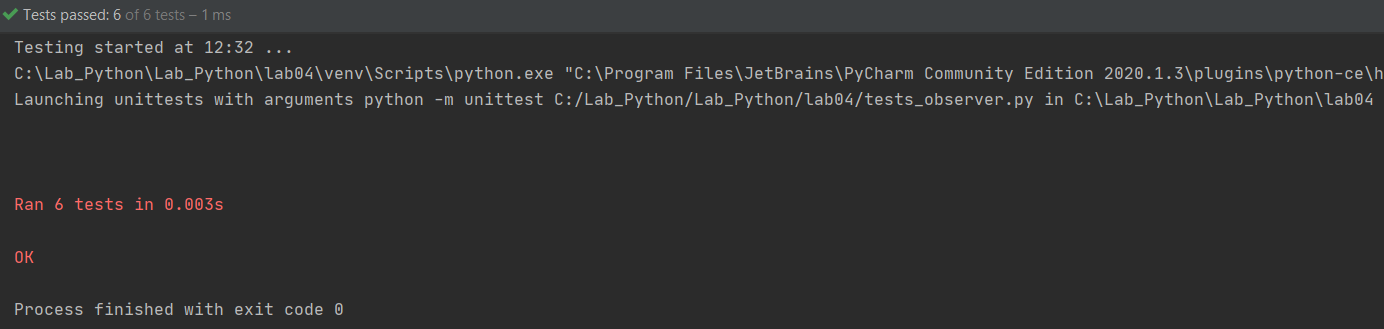 Tests passed: 6 of 6 tests – 1 ms
Testing started at 12:32 ...
C:\Lab_Python\Lab_Python\lab04\venv\Scripts\python.exe "C:\Program Files\JetBrains\PyCharm Community Edition 2020.1.3\plugins\python-ce\h
Launching unittests with arguments python -m unittest C:/Lab_Python/Lab_Python/lab04/tests_observer.py in C:\Lab_Python\Lab_Python\lab04
Ran 6 tests in 0.003s
OK
Process finished with exit code 0